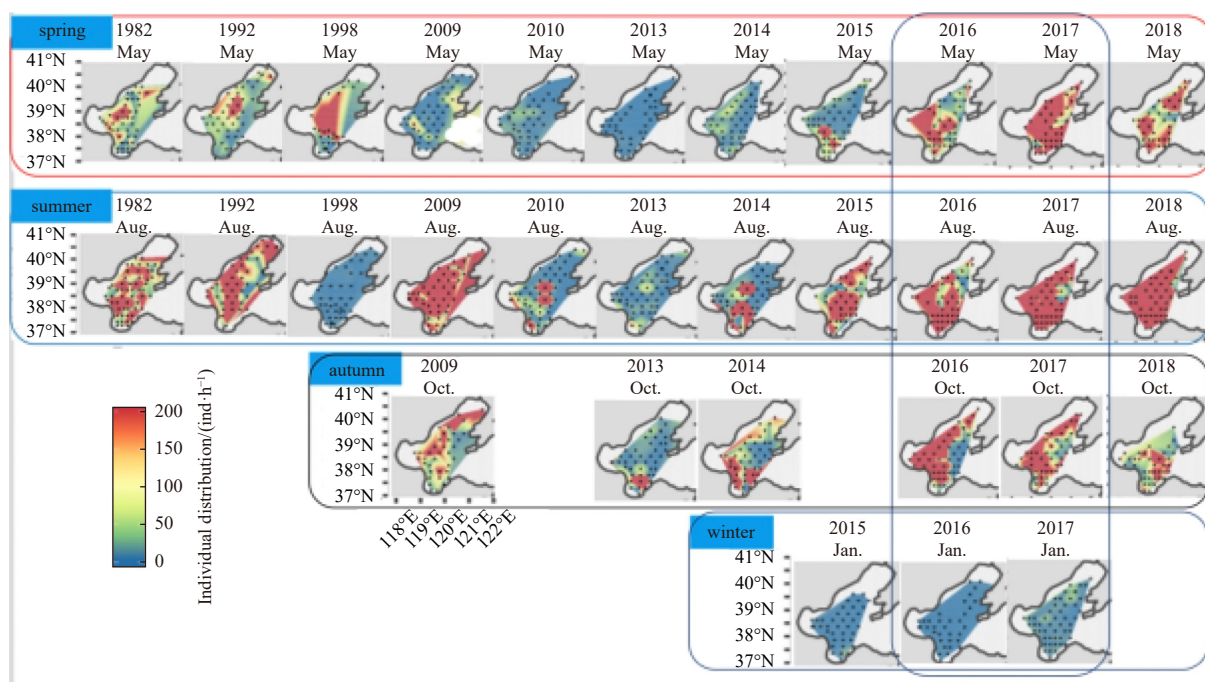 spring
1982 1992 1998 2009 2010 2013 2014 2015 2016 2017 2018
May May May May May May May May May May May
41°N
40°N
39°N
38°N
37°N
summer
1982 1992 1998 2009 2010 2013 2014 2015 2016 2017 2018
Aug. Aug. Aug. Aug. Aug. Aug. Aug. Aug. Aug. Aug. Aug.
41°N
40°N
39°N
38°N
37°N
autumn
2009 2013 2014 2016 2017 2018
Oct. Oct. Oct. Oct. Oct. Oct.
41°N
40°N
39°N
38°N
37°N
118°E 119°E 120°E 121°E 122°E
200
150
100
50
0
Individual distribution/(ind·h⁻¹)
winter
2015 2016 2017
Jan. Jan. Jan.
41°N
40°N
39°N
38°N
37°N